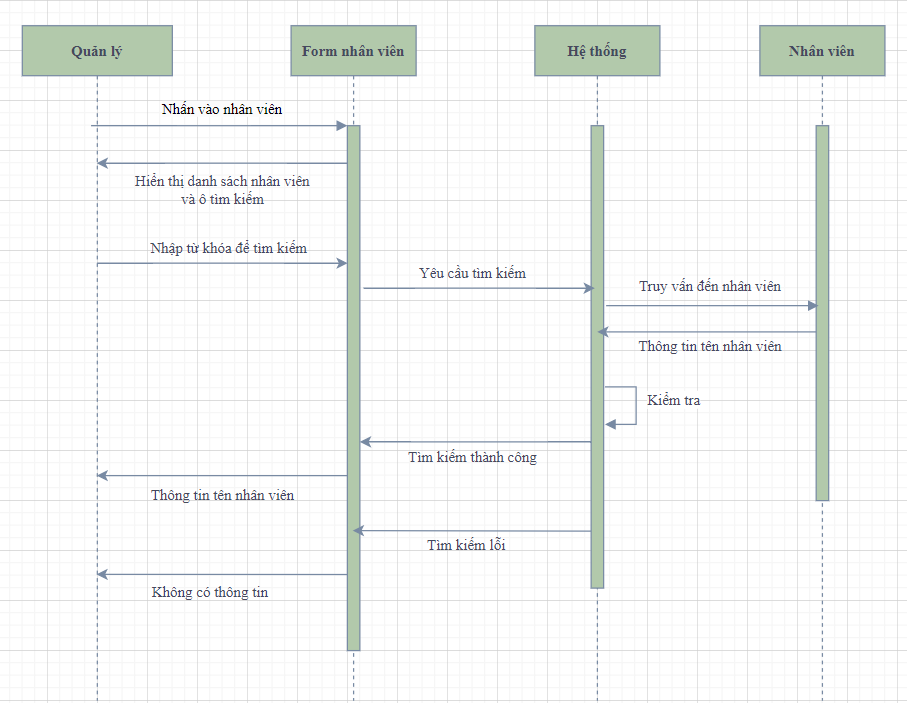 Quản lý
Form nhân viên
Hệ thống
Nhân viên
Nhấn vào nhân viên
Hiển thị danh sách nhân viên
và ô tìm kiếm
Nhập từ khóa để tìm kiếm
Yêu cầu tìm kiếm
Truy vấn đến nhân viên
Thông tin tên nhân viên
Kiểm tra
Tìm kiếm thành công
Thông tin tên nhân viên
Tìm kiếm lỗi
Không có thông tin